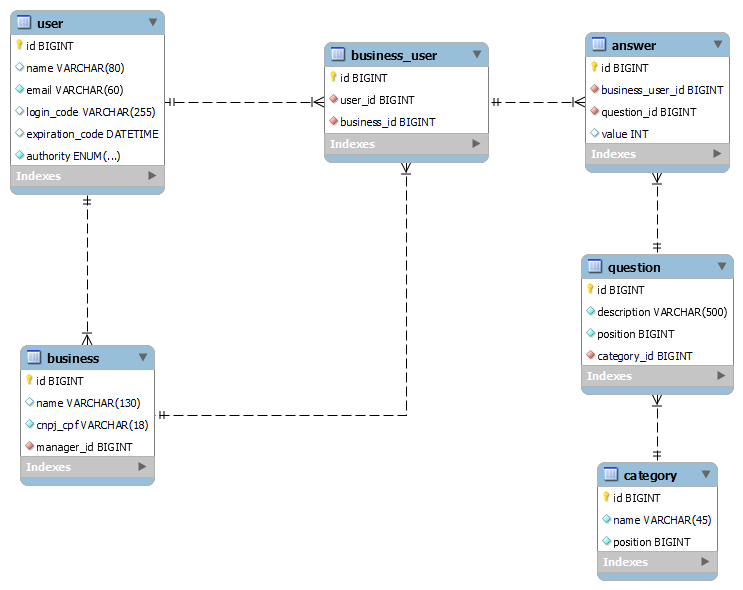 user
id BIGINT
name VARCHAR(80)
email VARCHAR(60)
login_code VARCHAR(255)
expiration_code DATETIME
authority ENUM(...)
Indexes
business_user
id BIGINT
user_id BIGINT
business_id BIGINT
Indexes
answer
id BIGINT
business_user_id BIGINT
question_id BIGINT
value INT
Indexes
business
id BIGINT
name VARCHAR(130)
cnpj_cpf VARCHAR(18)
manager_id BIGINT
Indexes
question
id BIGINT
description VARCHAR(500)
position BIGINT
category_id BIGINT
Indexes
category
id BIGINT
name VARCHAR(45)
position BIGINT
Indexes